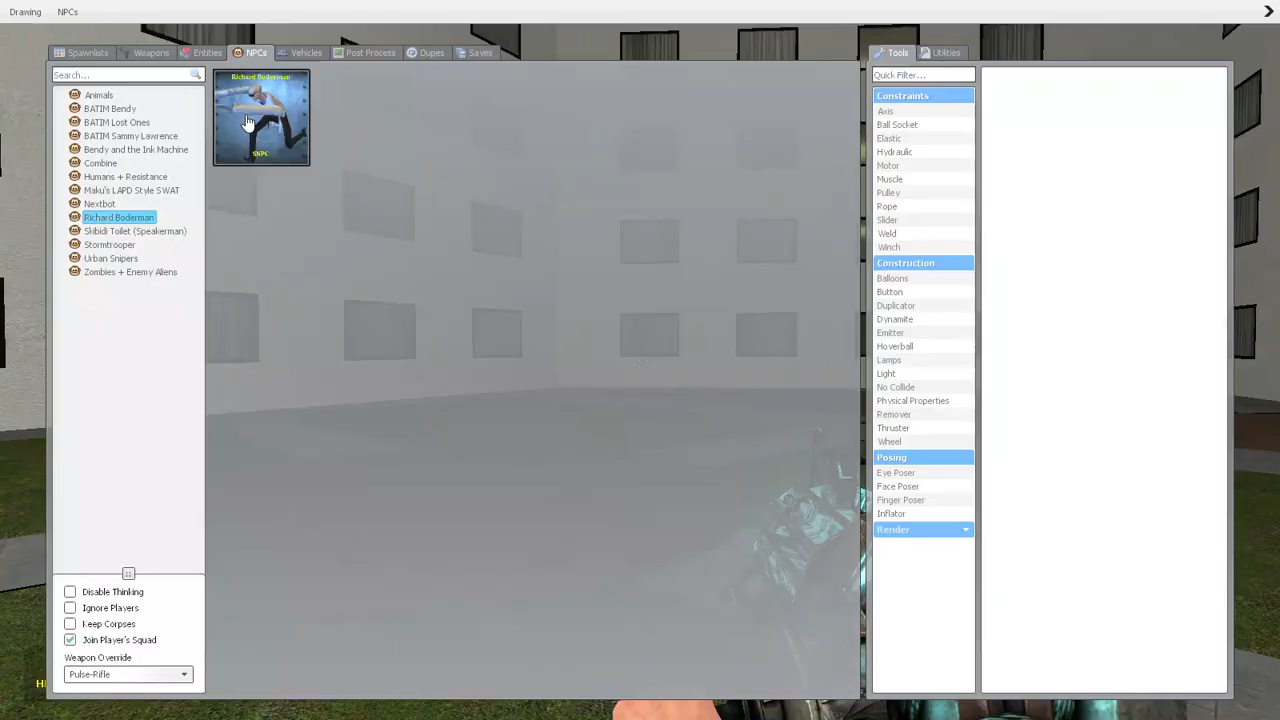 Drawing NPCs
Spawnlists Weapons Entities NPCs Vehicles Post Process Dupes Saves Tools Utilities
Search...
Richard Boderman
SNPC
Animals
BATIM Bendy
BATIM Lost Ones
BATIM Sammy Lawrence
Bendy and the Ink Machine
Combine
Humans + Resistance
Maku's LAPD Style SWAT
Nextbot
Richard Boderman
Skibidi Toilet (Speakerman)
Stormtrooper
Urban Snipers
Zombies + Enemy Aliens
Disable Thinking
Ignore Players
Keep Corpses
Join Player's Squad
Weapon Override
Pulse-Rifle
Quick Filter...
Constraints
Axis
Ball Socket
Elastic
Hydraulic
Motor
Muscle
Pulley
Rope
Slider
Weld
Winch
Construction
Balloons
Button
Duplicator
Dynamite
Emitter
Hoverball
Lamps
Light
No Collide
Physical Properties
Remover
Thruster
Wheel
Posing
Eye Poser
Face Poser
Finger Poser
Inflator
Render